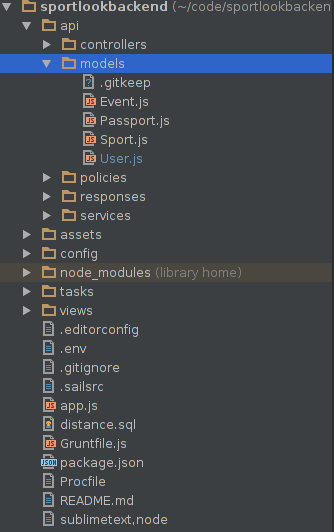 sportlookbackend (~/code/sportlookbacken
api
controllers
models
.gitkeep
Event.js
Passport.js
Sport.js
User.js
policies
responses
services
assets
config
node_modules (library home)
tasks
views
.editorconfig
.env
.gitignore
.sailsrc
app.js
distance.sql
Gruntfile.js
package.json
Procfile
README.md
sublimetext,node